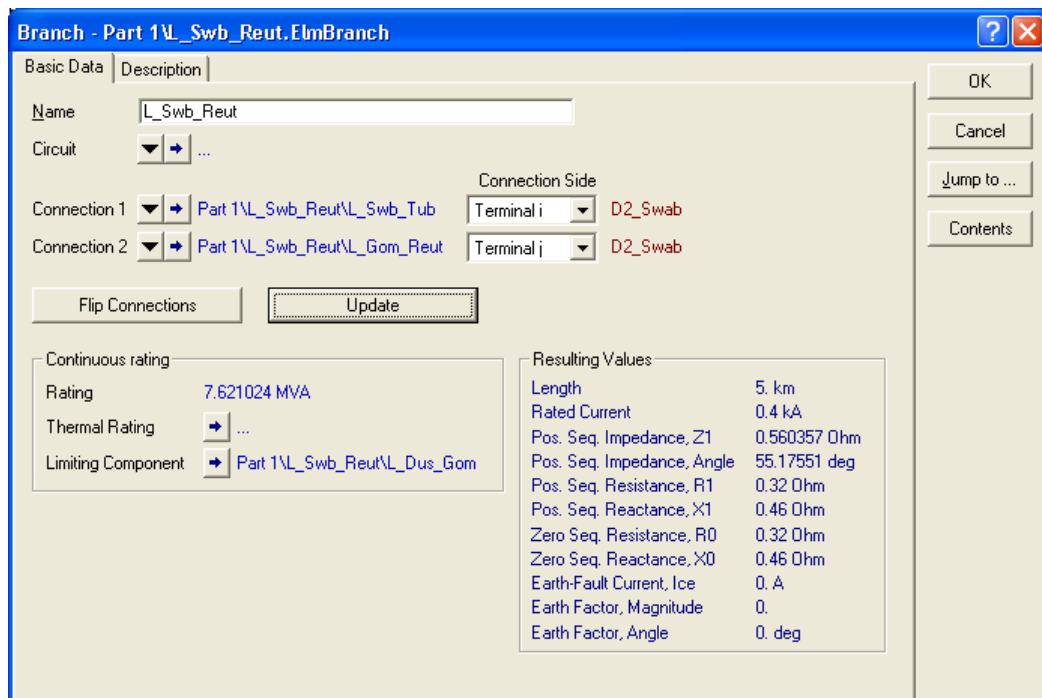 Branch - Part 1\L_Swb_Reut.ElmBranch
Basic Data
Description
OK
Name
L_Swb_Reut
Cancel
Circuit
...
Connection Side
Jump to ...
Connection 1
Part 1\L_Swb_Reut\L_Swb_Tub
Terminal i
D2_Swab
Contents
Connection 2
Part 1\L_Swb_Reut\L_Gom_Reut
Terminal j
D2_Swab
Flip Connections
Update
Continuous rating
Rating 7.621024 MVA
Thermal Rating ...
Limiting Component Part 1\L_Swb_Reut\L_Dus_Gom
Resulting Values
Length 5. km
Rated Current 0.4 kA
Pos. Seq. Impedance, Z1 0.560357 Ohm
Pos. Seq. Impedance, Angle 55.17551 deg
Pos. Seq. Resistance, R1 0.32 Ohm
Pos. Seq. Reactance, X1 0.46 Ohm
Zero Seq. Resistance, R0 0.32 Ohm
Zero Seq. Reactance, X0 0.46 Ohm
Earth-Fault Current, Ice 0. A
Earth Factor, Magnitude 0.
Earth Factor, Angle 0. deg